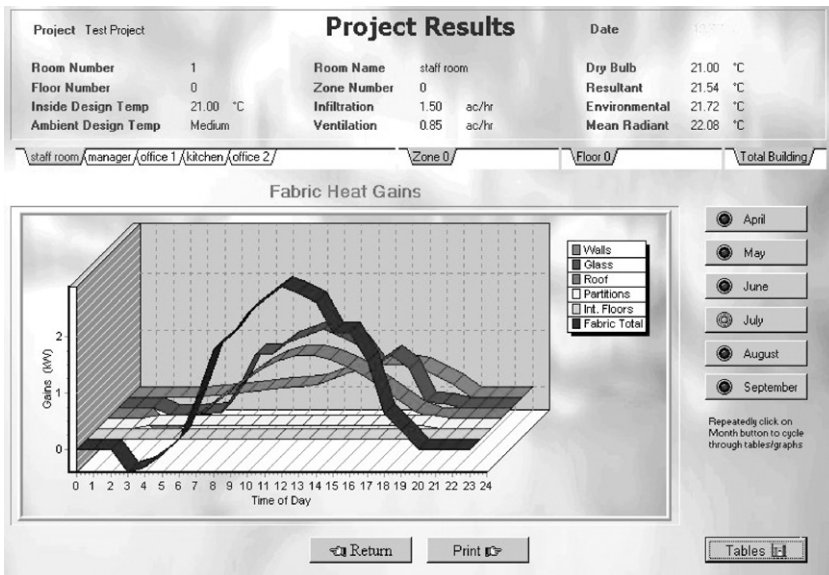 Project Test Project Project Results Date
Room Number 1 Room Name staff room Dry Bulb 21.00 °C
Floor Number 0 Zone Number 0 Resultant 21.54 °C
Inside Design Temp 21.00 °C Infiltration 1.50 ac/hr Environmental 21.72 °C
Ambient Design Temp Medium Ventilation 0.85 ac/hr Mean Radiant 22.08 °C
staff room manager office 1 kitchen office 2 Zone 0 Floor 0 Total Building
Fabric Heat Gains
Walls
Glass
Roof
Partitions
Int. Floors
Fabric Total
Gains (kW)
2
1
0
0 1 2 3 4 5 6 7 8 9 10 11 12 13 14 15 16 17 18 19 20 21 22 23 24
Time of Day
April
May
June
July
August
September
Repeatedly click on
Month button to cycle
through tables/graphs
Return Print Tables